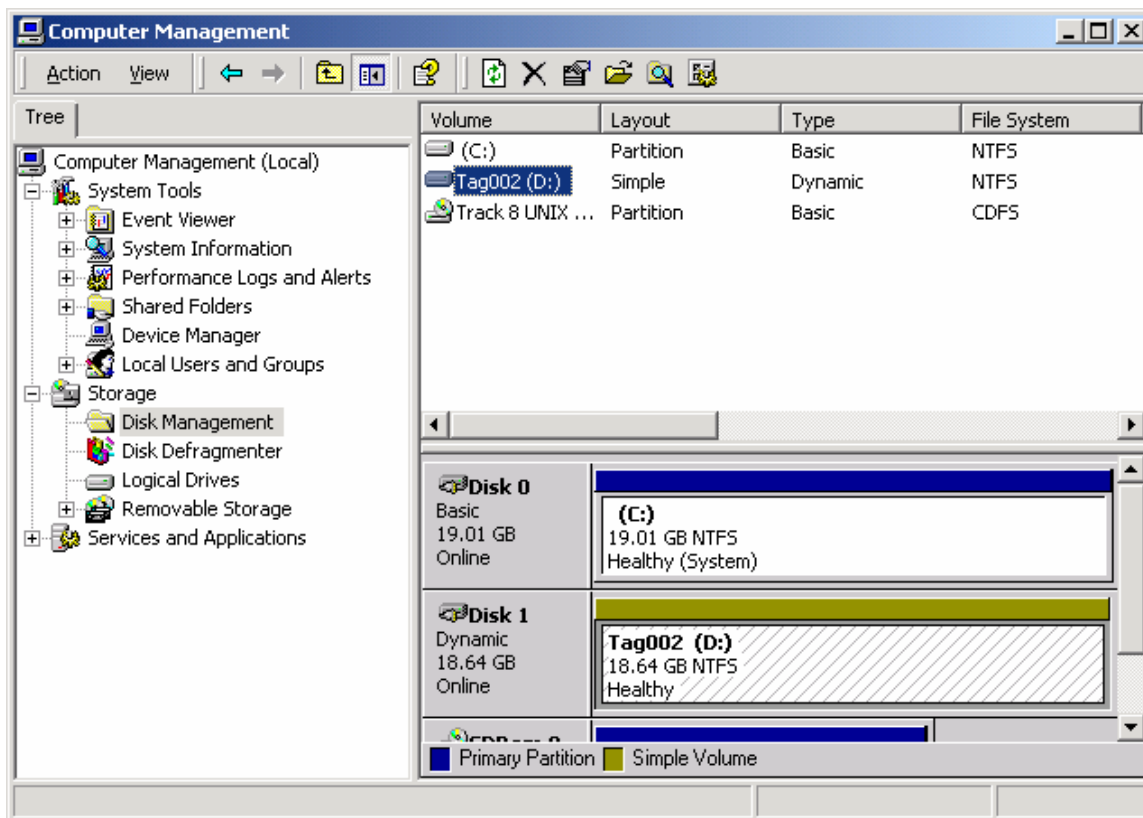 Computer Management
Action View
Tree
Computer Management (Local)
System Tools
Event Viewer
System Information
Performance Logs and Alerts
Shared Folders
Device Manager
Local Users and Groups
Storage
Disk Management
Disk Defragmenter
Logical Drives
Removable Storage
Services and Applications
Volume Layout Type File System
(C:) Partition Basic NTFS
Tag002 (D:) Simple Dynamic NTFS
Track 8 UNIX ... Partition Basic CDFS
Disk 0
Basic
19.01 GB
Online
(C:)
19.01 GB NTFS
Healthy (System)
Disk 1
Dynamic
18.64 GB
Online
Tag002 (D:)
18.64 GB NTFS
Healthy
Primary Partition Simple Volume